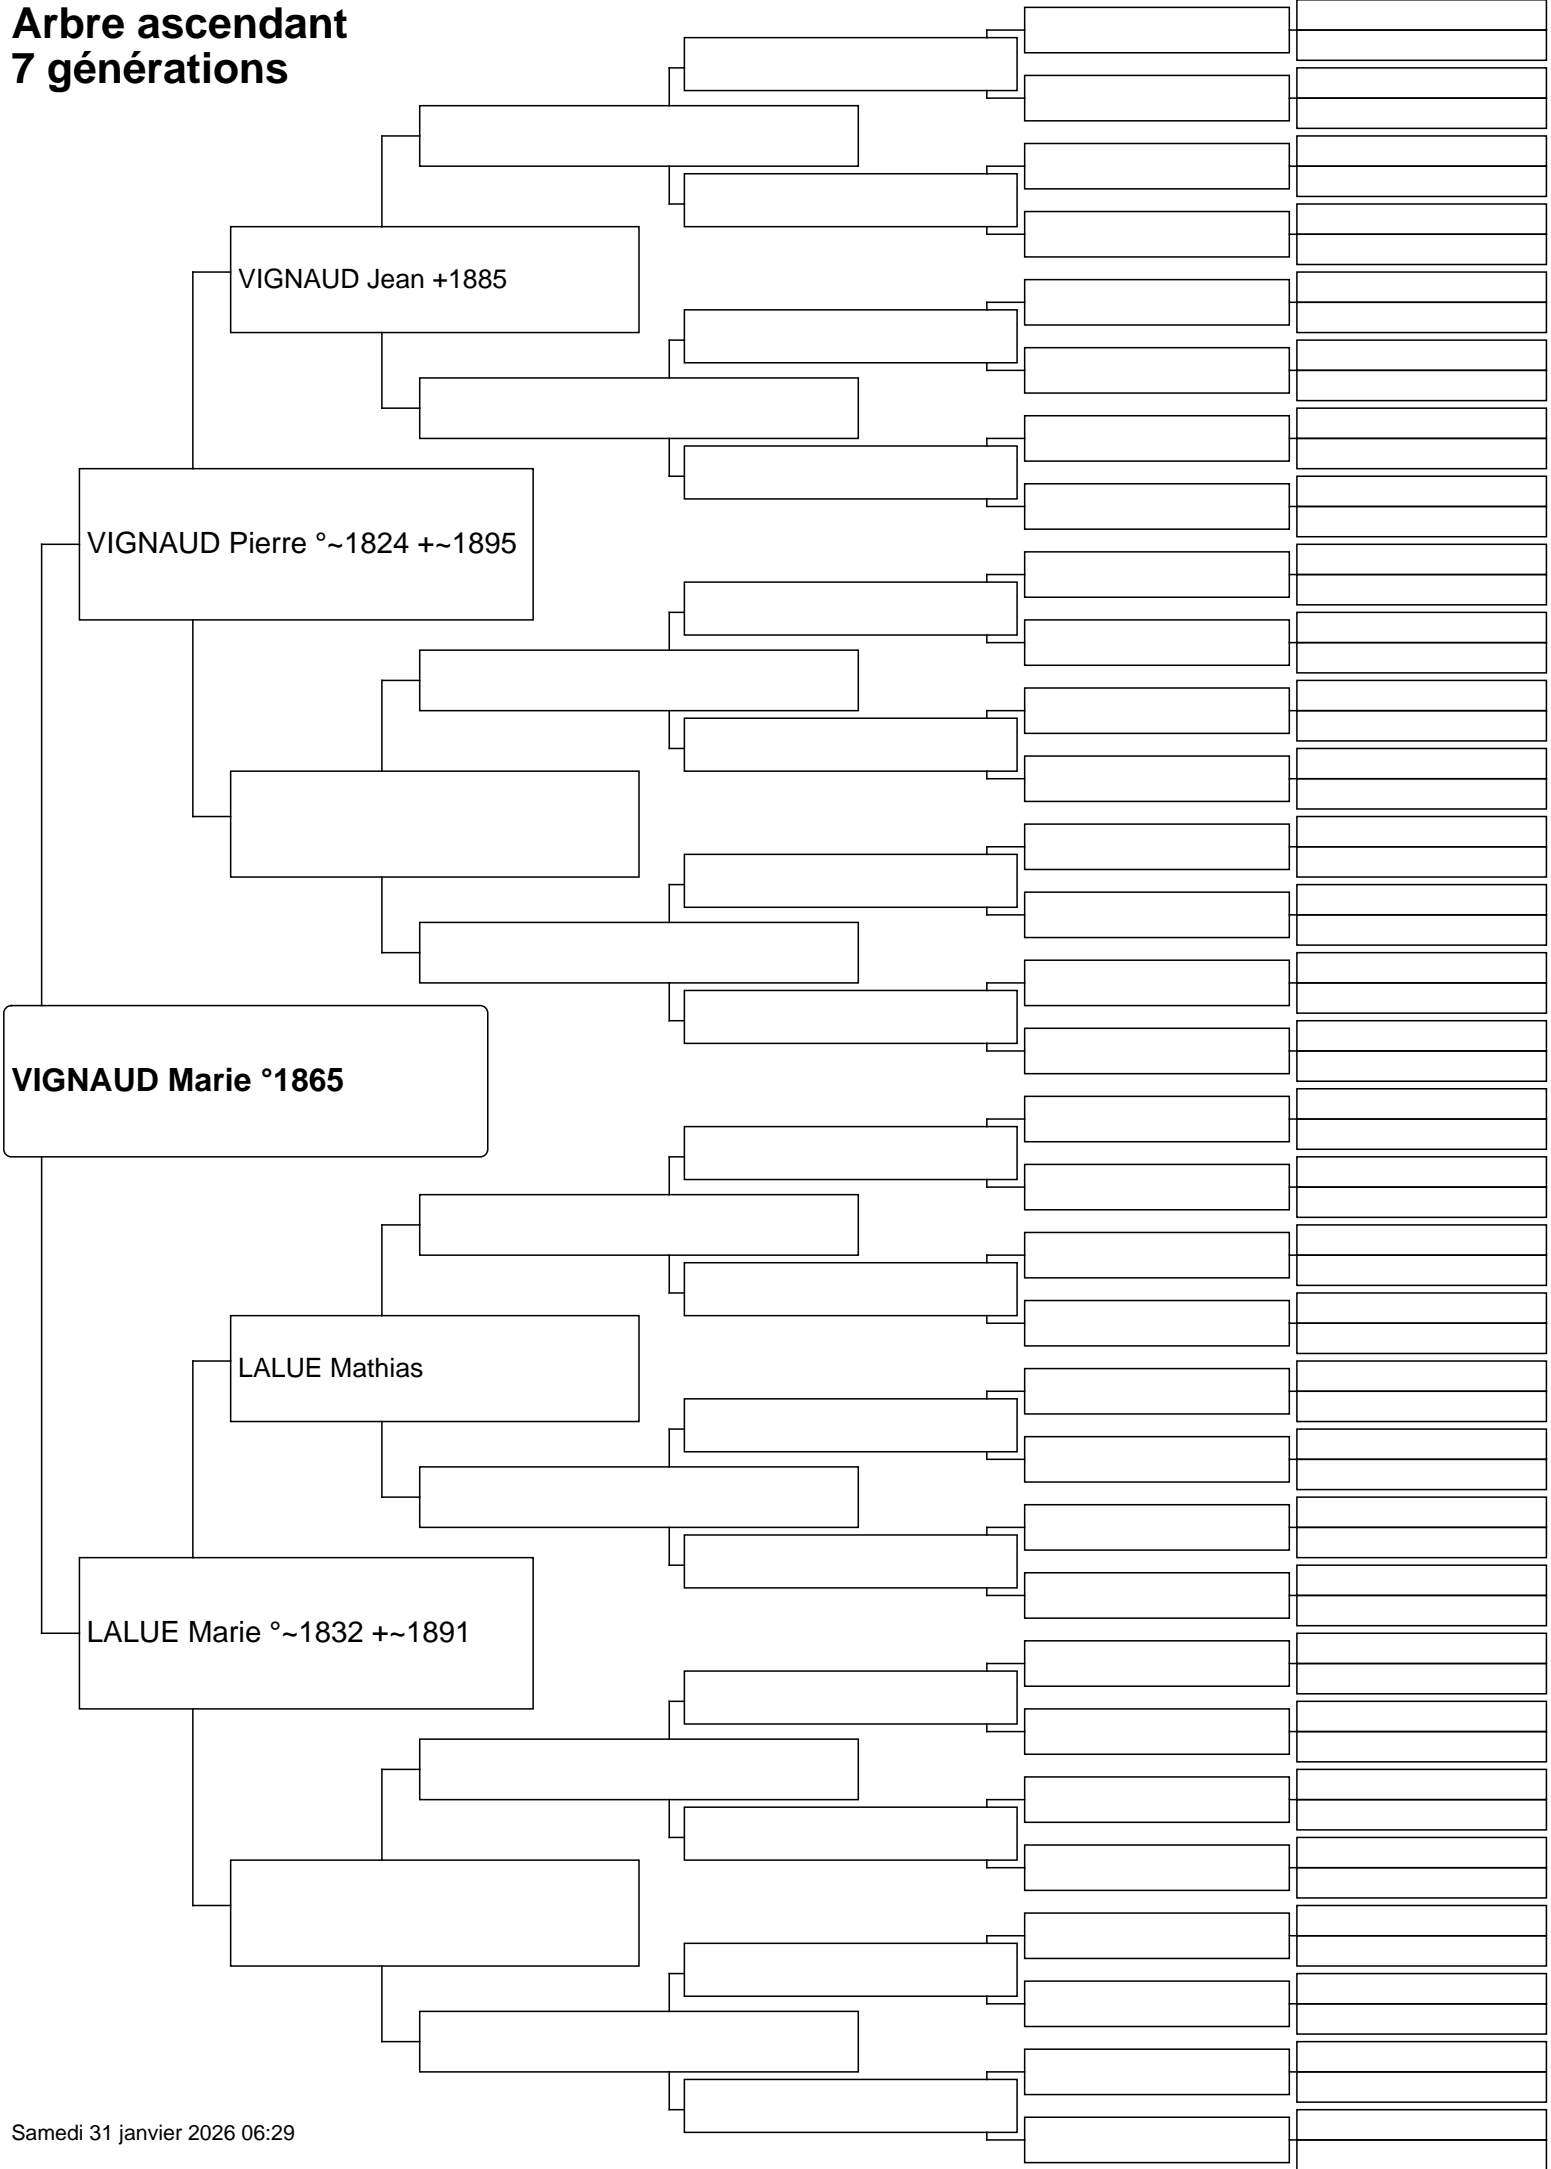 Arbre ascendant
7 générations
VIGNAUD Jean +1885
VIGNAUD Pierre °~1824 +~1895
VIGNAUD Marie °1865
LALUE Mathias
LALUE Marie °~1832 +~1891
Samedi 31 janvier 2026 06:29